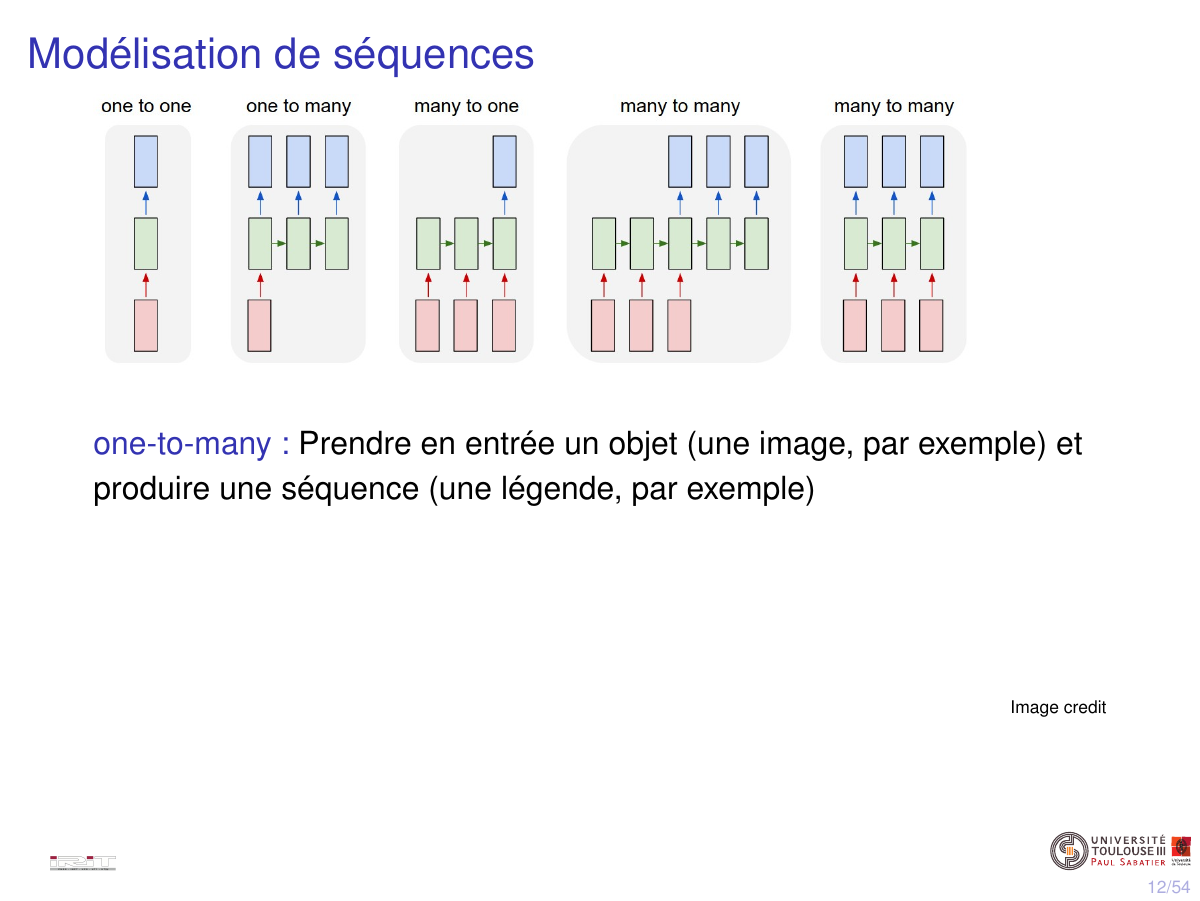 Modélisation de séquences
one to one one to many many to one many to many many to many
one-to-many : Prendre en entrée un objet (une image, par exemple) et
produire une séquence (une légende, par exemple)
Image credit
IRIT
UNIVERSITÉ
TOULOUSE III
PAUL SABATIER
12/54